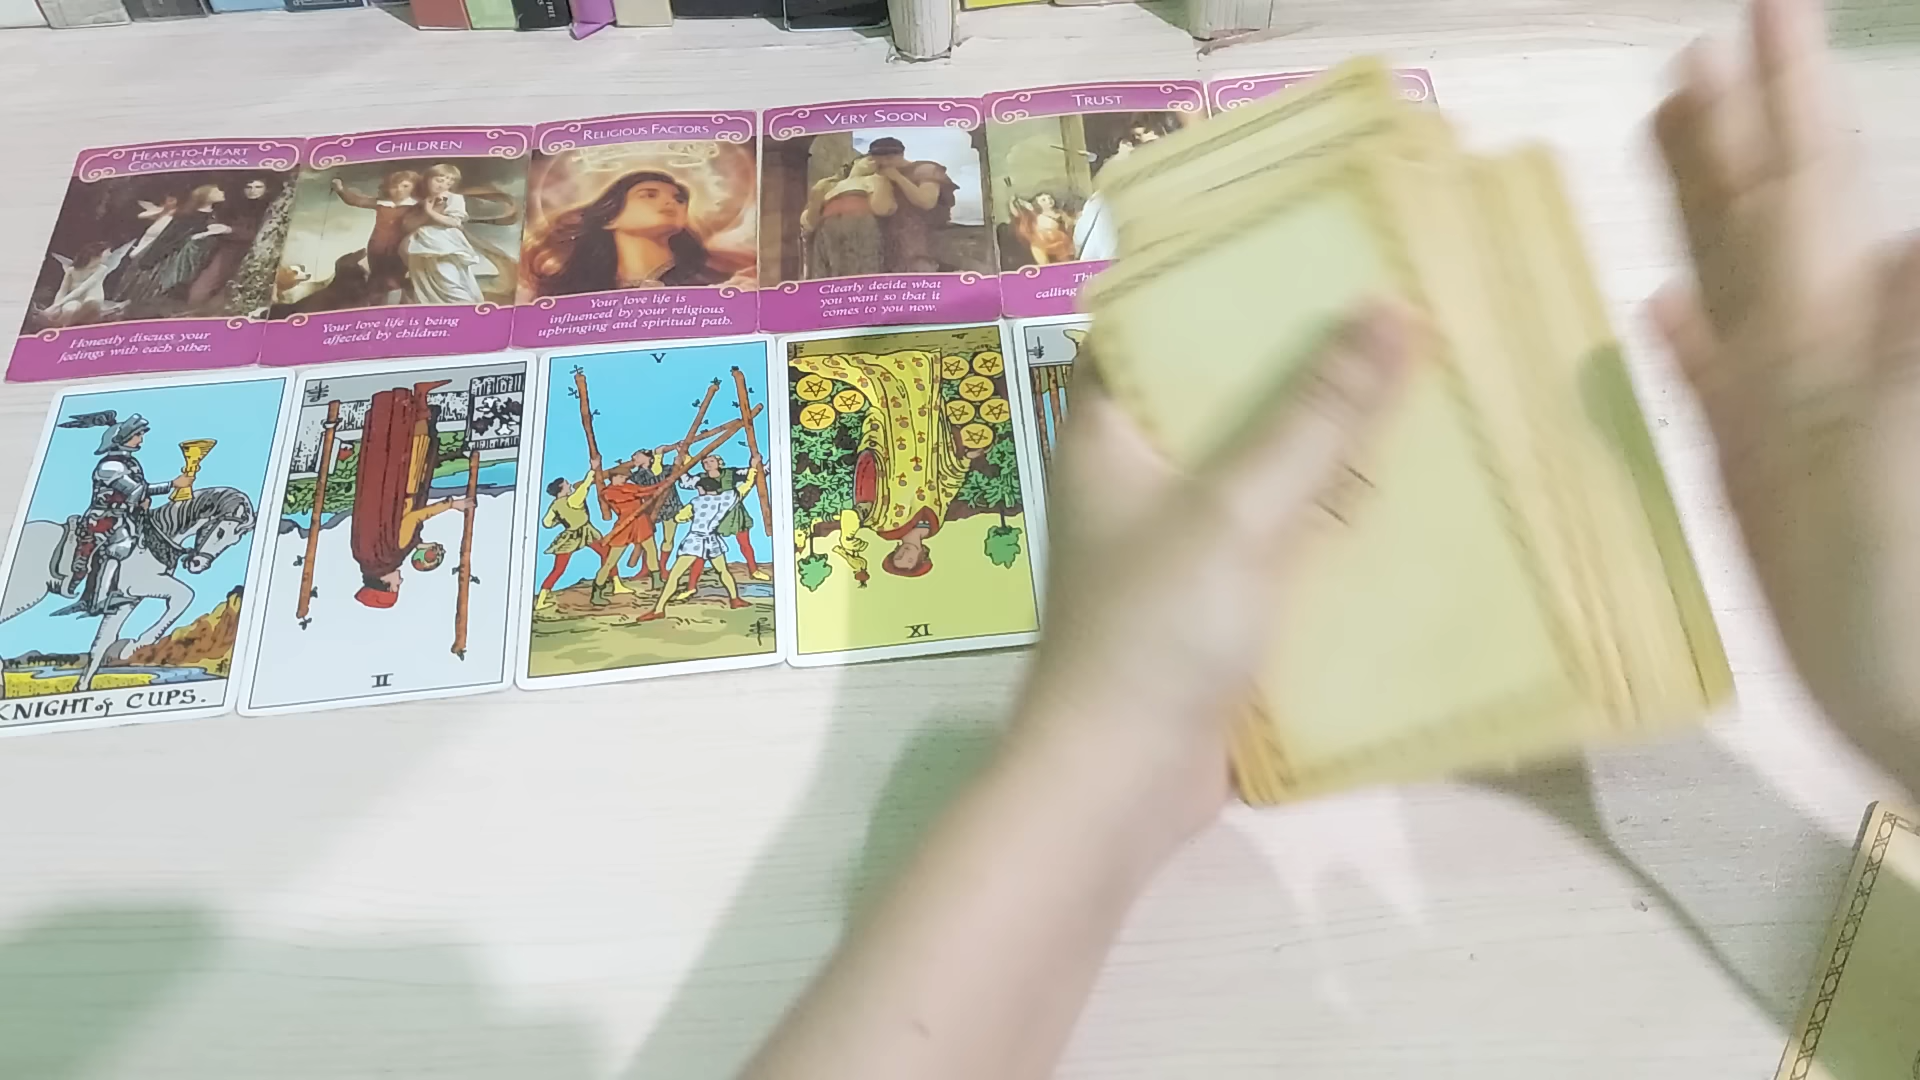 HEART-TO-HEART
CONVERSATIONS
Honestly discuss your
feelings with each other.
CHILDREN
Your love life is being
affected by children.
RELIGIOUS FACTORS
Your love life is
influenced by your religious
upbringing and spiritual path.
VERY SOON
Clearly decide what
you want so that it
comes to you now.
TRUST
calling
KNIGHT of CUPS.
II
V
IX